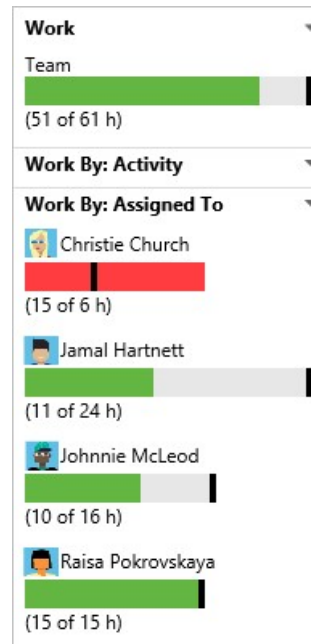 Work
Team
(51 of 61 h)
Work By: Activity
Work By: Assigned To
Christie Church
(15 of 6 h)
Jamal Hartnett
(11 of 24 h)
Johnnie McLeod
(10 of 16 h)
Raisa Pokrovskaya
(15 of 15 h)